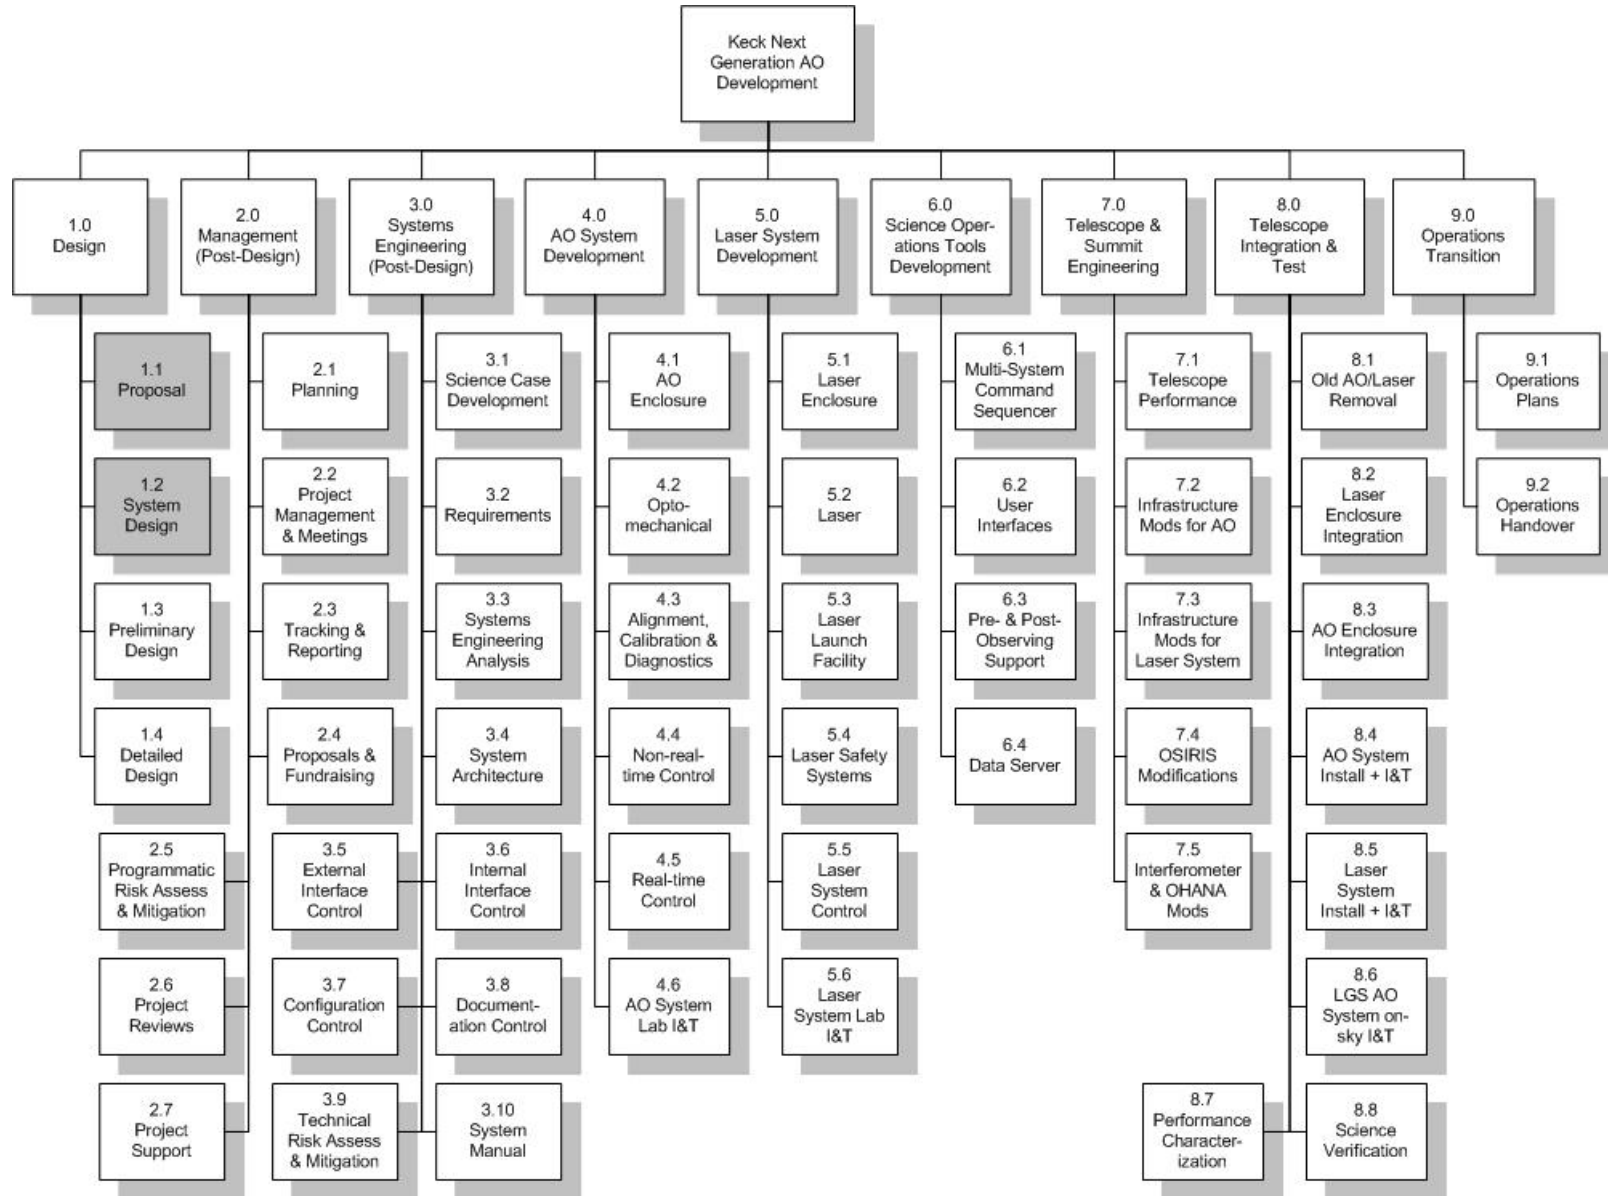 Keck Next
Generation AO
Development
1.0
Design
2.0
Management
(Post-Design)
3.0
Systems
Engineering
(Post-Design)
4.0
AO System
Development
5.0
Laser System
Development
6.0
Science Oper-
ations Tools
Development
7.0
Telescope &
Summit
Engineering
8.0
Telescope
Integration &
Test
9.0
Operations
Transition
1.1
Proposal
2.1
Planning
3.1
Science Case
Development
4.1
AO
Enclosure
5.1
Laser
Enclosure
6.1
Multi-System
Command
Sequencer
7.1
Telescope
Performance
8.1
Old AO/Laser
Removal
9.1
Operations
Plans
1.2
System
Design
2.2
Project
Management
& Meetings
3.2
Requirements
4.2
Opto-
mechanical
5.2
Laser
6.2
User
Interfaces
7.2
Infrastructure
Mods for AO
8.2
Laser
Enclosure
Integration
9.2
Operations
Handover
1.3
Preliminary
Design
2.3
Tracking &
Reporting
3.3
Systems
Engineering
Analysis
4.3
Alignment,
Calibration &
Diagnostics
5.3
Laser
Launch
Facility
6.3
Pre- & Post-
Observing
Support
7.3
Infrastructure
Mods for
Laser System
8.3
AO Enclosure
Integration
1.4
Detailed
Design
2.4
Proposals &
Fundraising
3.4
System
Architecture
4.4
Non-real-
time Control
5.4
Laser Safety
Systems
6.4
Data Server
7.4
OSIRIS
Modifications
8.4
AO System
Install + I&T
2.5
Programmatic
Risk Assess
& Mitigation
3.5
External
Interface
Control
3.6
Internal
Interface
Control
4.5
Real-time
Control
5.5
Laser
System
Control
7.5
Interferometer
& OHANA
Mods
8.5
Laser
System
Install + I&T
2.6
Project
Reviews
3.7
Configuration
Control
3.8
Document-
ation Control
4.6
AO System
Lab I&T
5.6
Laser
System Lab
I&T
8.6
LGS AO
System on-
sky I&T
2.7
Project
Support
3.9
Technical
Risk Assess
& Mitigation
3.10
System
Manual
8.7
Performance
Character-
ization
8.8
Science
Verification